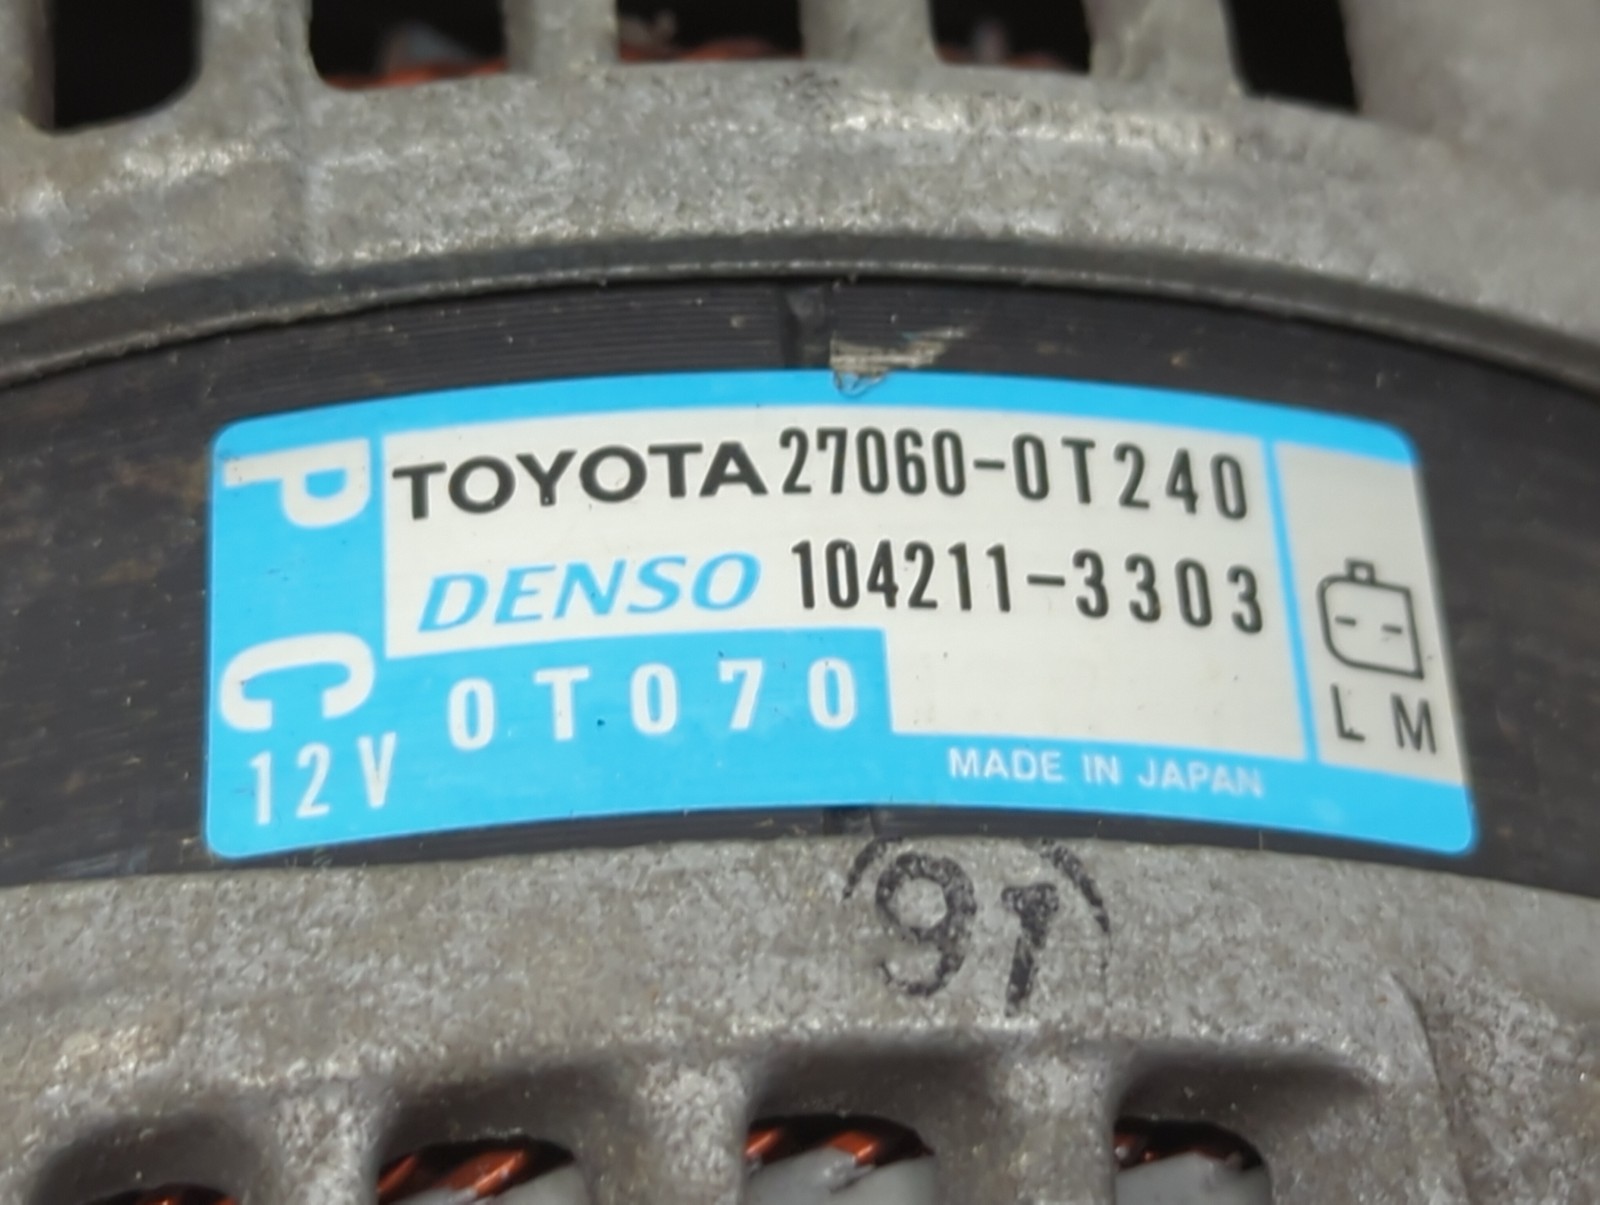 P C
TOYOTA 27060-0T240
DENSO 104211-3303
0T070
12V
MADE IN JAPAN
L M
91